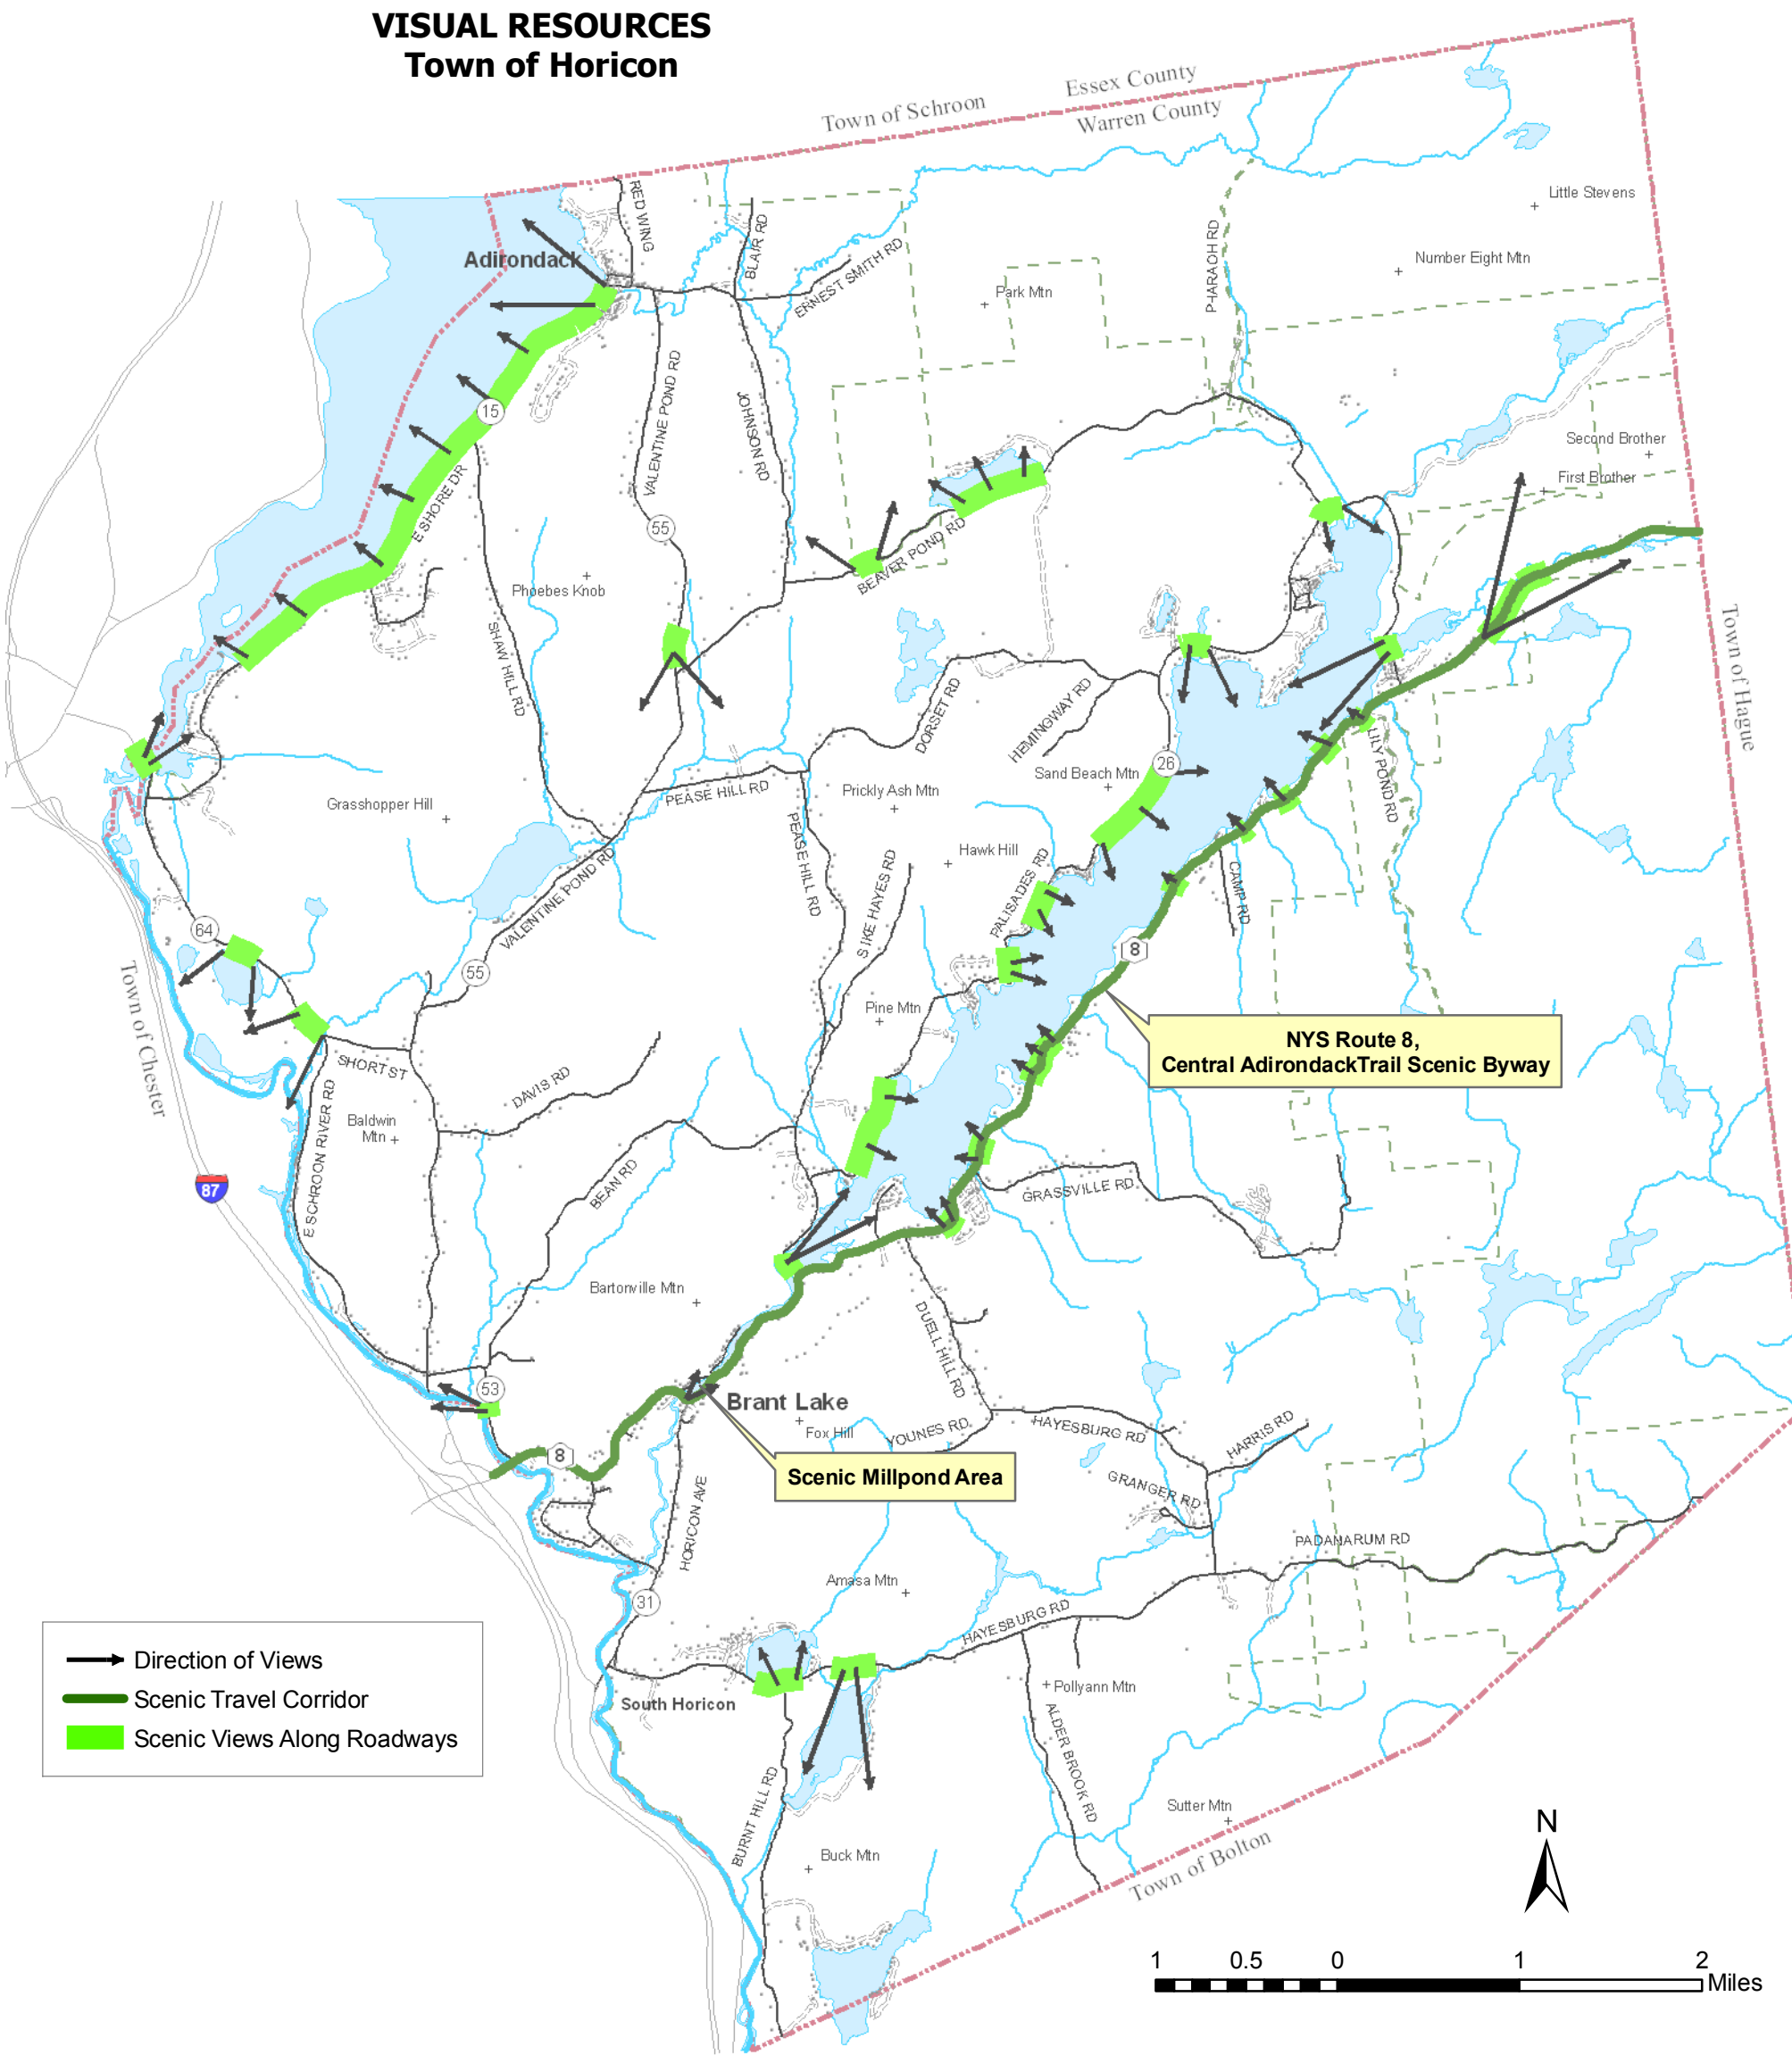 VISUAL RESOURCES
Town of Horicon
Essex County
Town of Schroon
Warren County
RED WING
BLAIR RD
Little Stevens
Adirondack
ERNEST SMITH RD
PHARAOH RD
Number Eight Mtn
Park Mtn
VALENTINE POND RD
JOHNSON RD
15
Second Brother
First Brother
E SHORE DR
55
BEAVER POND RD
Phoebes Knob
SHAW HILL RD
Town of Hague
DORSET RD
HEMINGWAY RD
LILY POND RD
26
Sand Beach Mtn
PEASE HILL RD
Prickly Ash Mtn
Grasshopper Hill
PEASE HILL RD
Hawk Hill
VALENTINE POND RD
S IKE HAYES RD
PALISADES RD
CAMP RD
64
8
55
Town of Chester
Pine Mtn
NYS Route 8,
Central AdirondackTrail Scenic Byway
SHORT ST
DAVIS RD
E SCHROON RIVER RD
Baldwin
Mtn
BEAN RD
87
GRASSVILLE RD
Bartonville Mtn
DUELL HILL RD
53
Brant Lake
Fox Hill
YOUNES RD
HAYESBURG RD
HARRIS RD
8
Scenic Millpond Area
GRANGER RD
HORICON AVE
PADANARUM RD
Amasa Mtn
31
HAYESBURG RD
Direction of Views
Scenic Travel Corridor
Scenic Views Along Roadways
South Horicon
Pollyann Mtn
ALDER BROOK RD
BURNT HILL RD
Sutter Mtn
Buck Mtn
Town of Bolton
N
1 0.5 0 1 2
Miles